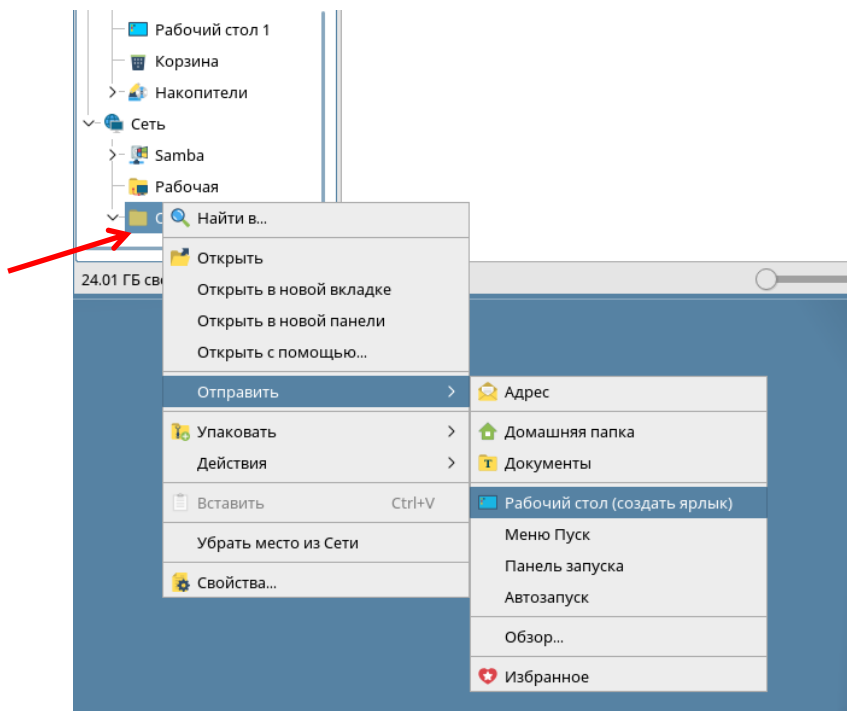 Рабочий стол 1
Корзина
Накопители
Сеть
Samba
Рабочая
Найти в...
Открыть
24.01 ГБ
Открыть в новой вкладке
Открыть в новой панели
Открыть с помощью...
Отправить
Адрес
Упаковать
Домашняя папка
Действия
Документы
Вставить Ctrl+V
Рабочий стол (создать ярлык)
Меню Пуск
Убрать место из Сети
Панель запуска
Свойства...
Автозапуск
Обзор...
Избранное